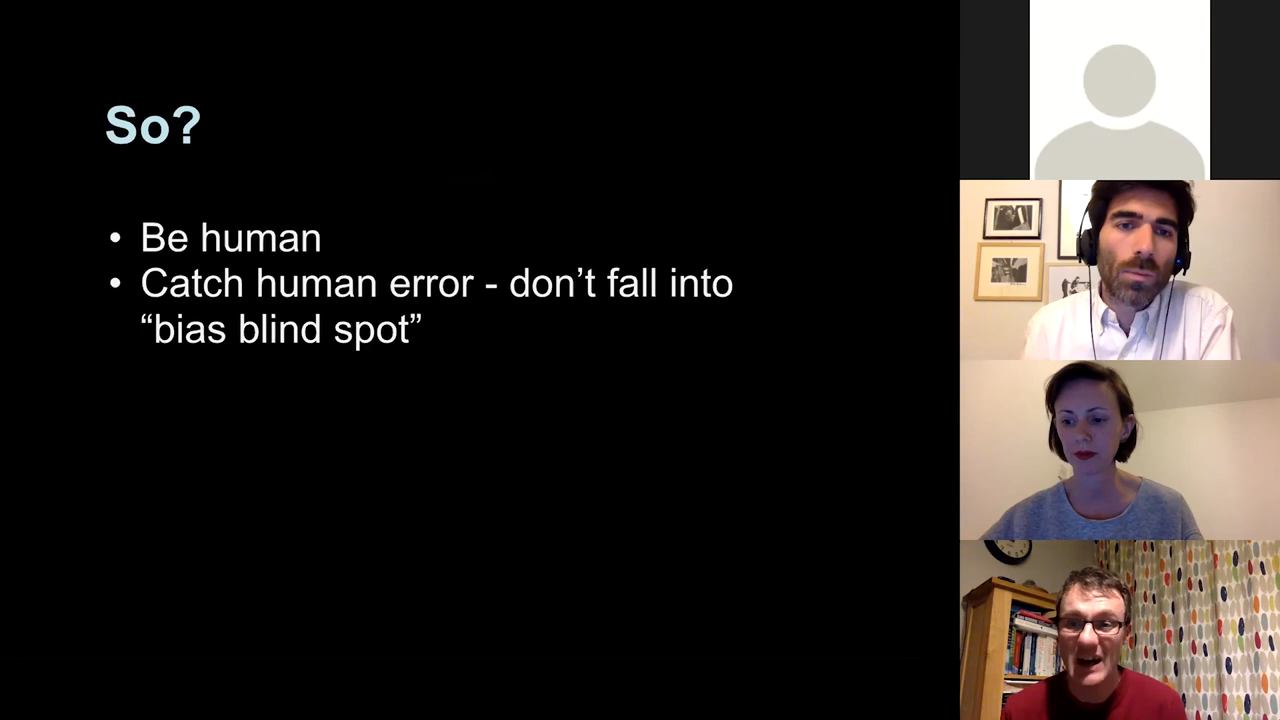 So?
• Be human
• Catch human error - don’t fall into
“bias blind spot”